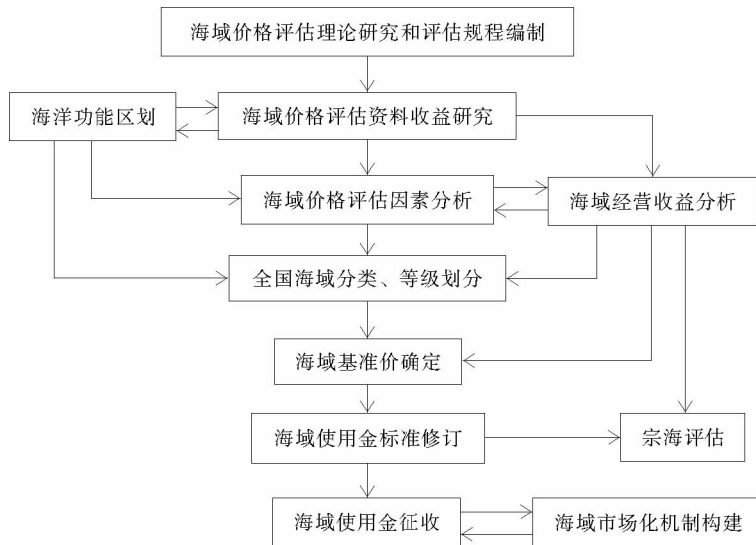 海域价格评估理论研究和评估规程编制
海洋功能区划
海域价格评估资料收益研究
海域价格评估因素分析
海域经营收益分析
全国海域分类、等级划分
海域基准价确定
海域使用金标准修订
宗海评估
海域使用金征收
海域市场化机制构建